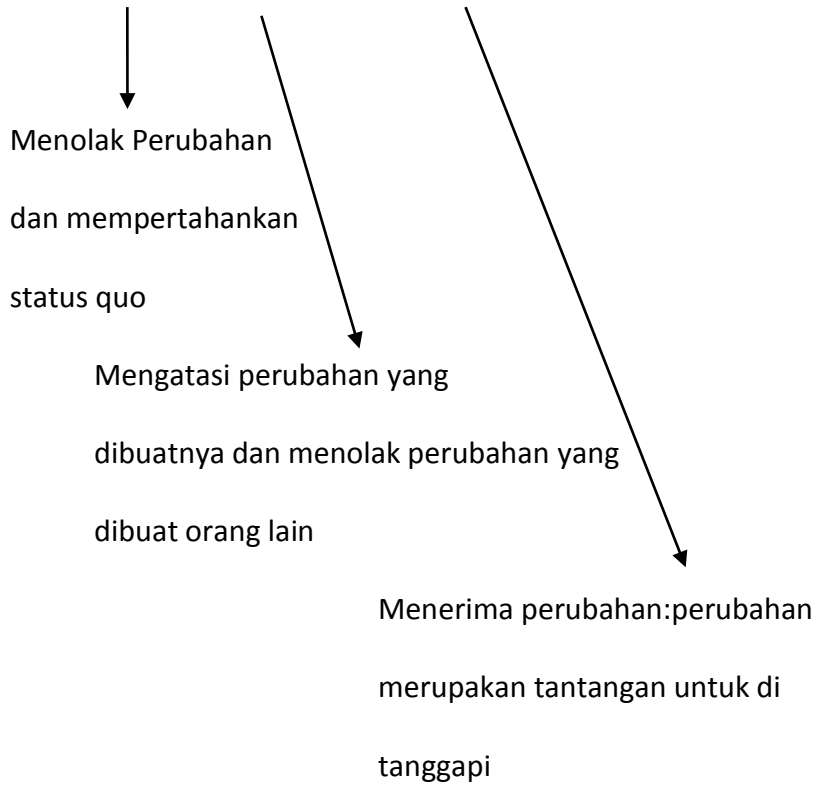 Menolak Perubahan
dan mempertahankan
status quo
Mengatasi perubahan yang
dibuatnya dan menolak perubahan yang
dibuat orang lain
Menerima perubahan:perubahan
merupakan tantangan untuk di
tanggapi